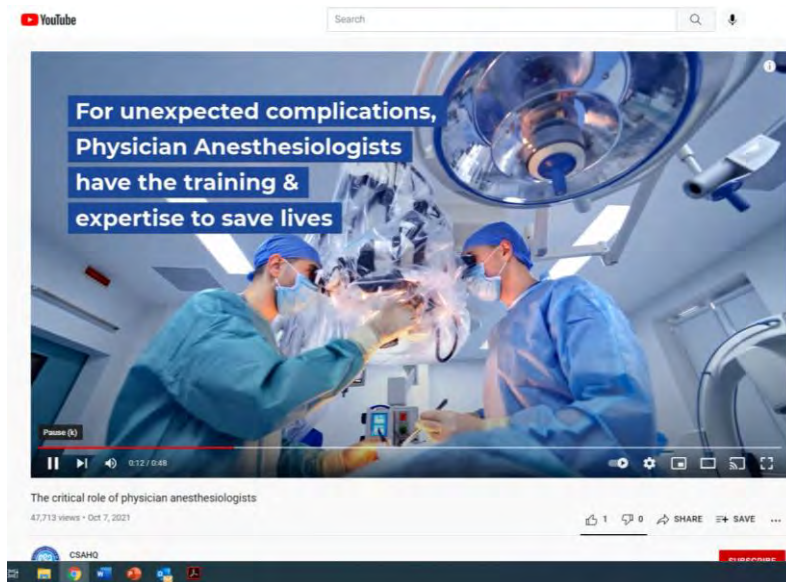 YouTube
Search
For unexpected complications,
Physician Anesthesiologists
have the training &
expertise to save lives
Pause (k)
0:12 / 0:48
The critical role of physician anesthesiologists
47,713 views • Oct 7, 2021
1
0
SHARE
SAVE
CSAHQ
SUBSCRIBE